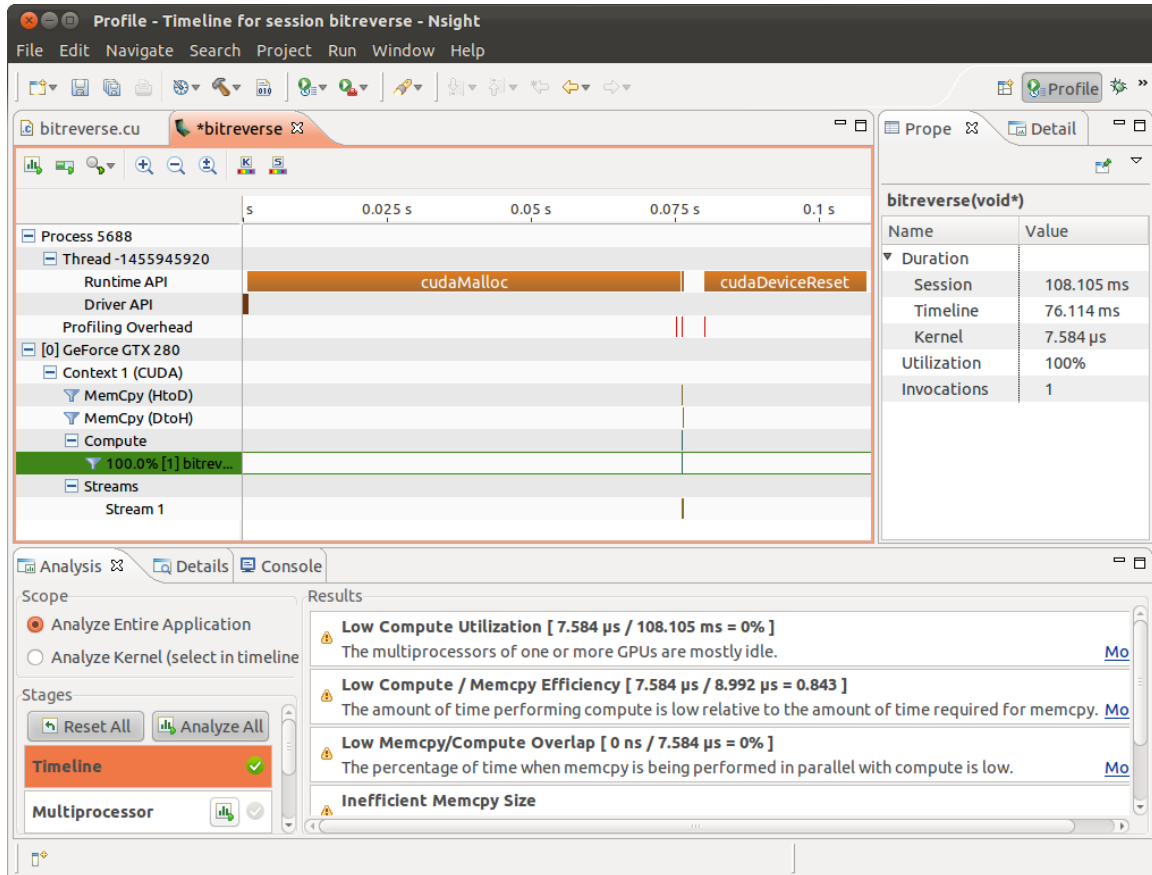 Profile - Timeline for session bitreverse - Nsight
File Edit Navigate Search Project Run Window Help
Profile
bitreverse.cu
*bitreverse
Prope
Detail
s 0.025 s 0.05 s 0.075 s 0.1 s
Process 5688
Thread -1455945920
Runtime API cudaMalloc cudaDeviceReset
Driver API
Profiling Overhead
[0] GeForce GTX 280
Context 1 (CUDA)
MemCpy (HtoD)
MemCpy (DtoH)
Compute
100.0% [1] bitrev...
Streams
Stream 1
bitreverse(void*)
Name Value
Duration
Session 108.105 ms
Timeline 76.114 ms
Kernel 7.584 µs
Utilization 100%
Invocations 1
Analysis Details Console
Scope
Analyze Entire Application
Analyze Kernel (select in timeline
Stages
Reset All Analyze All
Timeline
Multiprocessor
Results
Low Compute Utilization [ 7.584 µs / 108.105 ms = 0% ]
The multiprocessors of one or more GPUs are mostly idle. Mo
Low Compute / Memcpy Efficiency [ 7.584 µs / 8.992 µs = 0.843 ]
The amount of time performing compute is low relative to the amount of time required for memcpy. Mo
Low Memcpy/Compute Overlap [ 0 ns / 7.584 µs = 0% ]
The percentage of time when memcpy is being performed in parallel with compute is low. Mo
Inefficient Memcpy Size